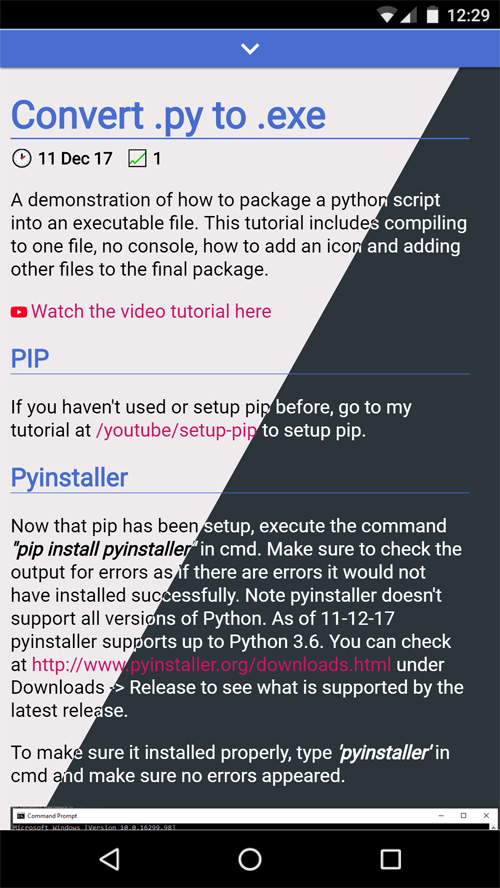 12:29
Convert .py to .exe
11 Dec 17 1
A demonstration of how to package a python script
into an executable file. This tutorial includes compiling
to one file, no console, how to add an icon and adding
other files to the final package.
Watch the video tutorial here
PIP
If you haven't used or setup pip before, go to my
tutorial at /youtube/setup-pip to setup pip.
Pyinstaller
Now that pip has been setup, execute the command
"pip install pyinstaller" in cmd. Make sure to check the
output for errors as if there are errors it would not
have installed successfully. Note pyinstaller doesn't
support all versions of Python. As of 11-12-17
pyinstaller supports up to Python 3.6. You can check
at http://www.pyinstaller.org/downloads.html under
Downloads -> Release to see what is supported by the
latest release.
To make sure it installed properly, type 'pyinstaller' in
cmd and make sure no errors appeared.
Command Prompt
Microsoft Windows [Version 10.0.16299.98]